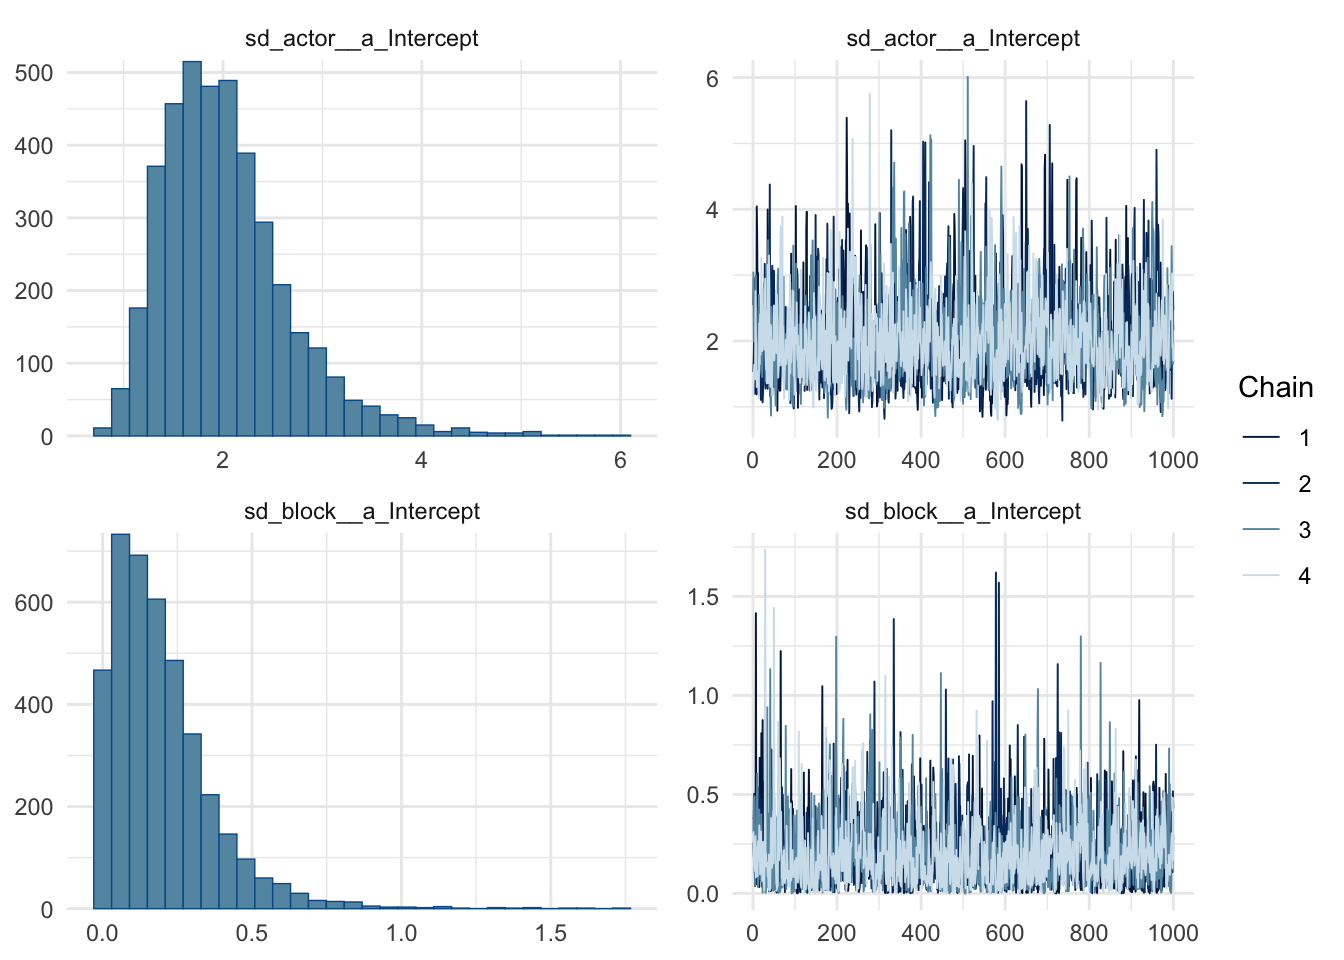 sd_actor__a_Intercept
500
400
300
200
100
0
2 4 6
sd_actor__a_Intercept
6
4
2
0 200 400 600 800 1000
sd_block__a_Intercept
600
400
200
0
0.0 0.5 1.0 1.5
sd_block__a_Intercept
1.5
1.0
0.5
0.0
0 200 400 600 800 1000
Chain
1
2
3
4